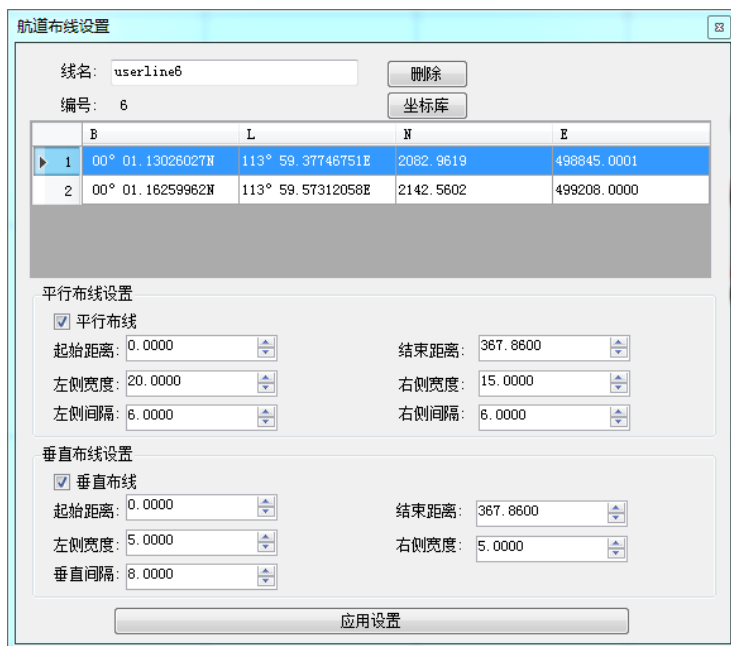 航道布线设置
线名: userline6 删除
编号: 6 坐标库
B L N E
1 00° 01.13026027N 113° 59.37746751E 2082.9619 498845.0001
2 00° 01.16259962N 113° 59.57312058E 2142.5602 499208.0000
平行布线设置
平行布线
起始距离: 0.0000 结束距离: 367.8600
左侧宽度: 20.0000 右侧宽度: 15.0000
左侧间隔: 6.0000 右侧间隔: 6.0000
垂直布线设置
垂直布线
起始距离: 0.0000 结束距离: 367.8600
左侧宽度: 5.0000 右侧宽度: 5.0000
垂直间隔: 8.0000
应用设置